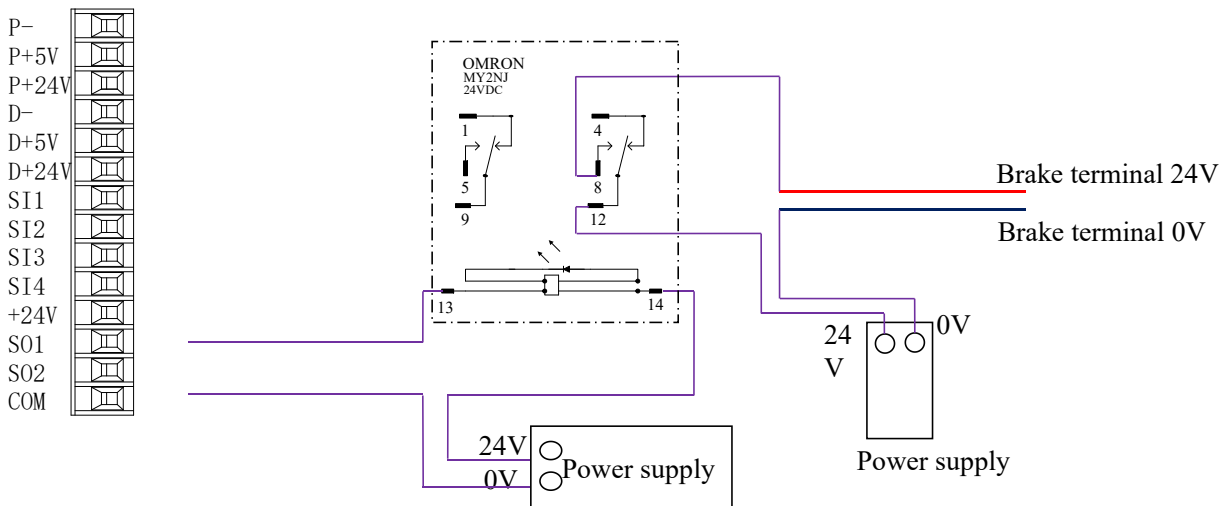 P-
P+5V
P+24V
D-
D+5V
D+24V
SI1
SI2
SI3
SI4
+24V
SO1
SO2
COM
OMRON
MY2NJ
24VDC
1
4
5
8
9
12
13
14
Brake terminal 24V
Brake terminal 0V
24
V
0V
Power supply
24V
0V
Power supply